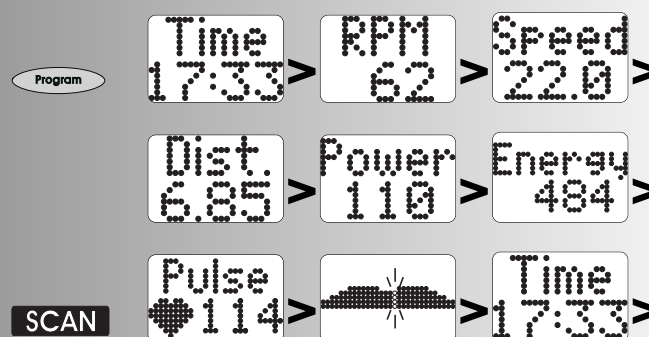 Program
Time
17:33
>
RPM
62
>
Speed
22.0
>
Dist.
6.85
>
Power
110
>
Energy
484
>
SCAN
Pulse
114
>
>
Time
17:33
>